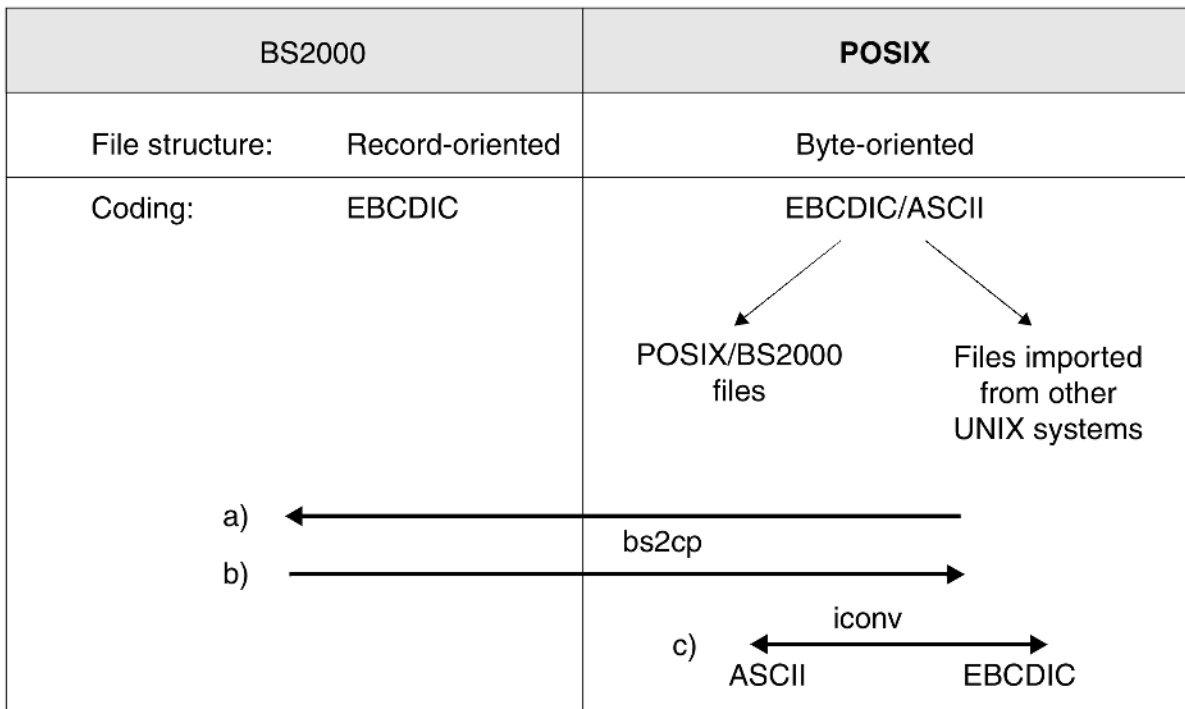 BS2000 POSIX
File structure: Record-oriented Byte-oriented
Coding: EBCDIC EBCDIC/ASCII
POSIX/BS2000
files
Files imported
from other
UNIX systems
a)
bs2cp
b)
iconv
c)
ASCII EBCDIC